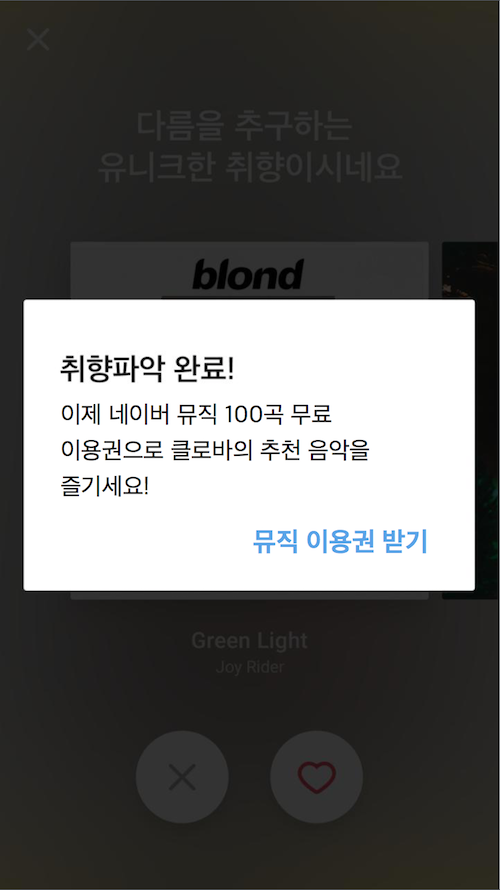 다름을 추구하는
유니크한 취향이시네요
blond
취향파악 완료!
이제 네이버 뮤직 100곡 무료
이용권으로 클로바의 추천 음악을
즐기세요!
뮤직 이용권 받기
Green Light
Joy Rider